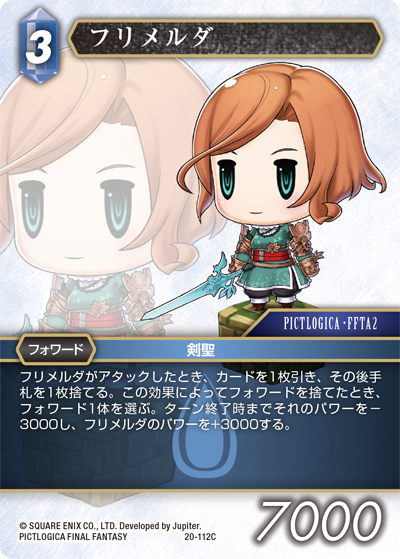 3
フリメルダ
PICTLOGICA・FFTA2
フォワード
剣聖
フリメルダがアタックしたとき、カードを1枚引き、その後手
札を1枚捨てる。この効果によってフォワードを捨てたとき、
フォワード1体を選ぶ。ターン終了時までそれのパワーを－
3000し、フリメルダのパワーを+3000する。
© SQUARE ENIX CO., LTD. Developed by Jupiter.
PICTLOGICA FINAL FANTASY
20-112C
7000